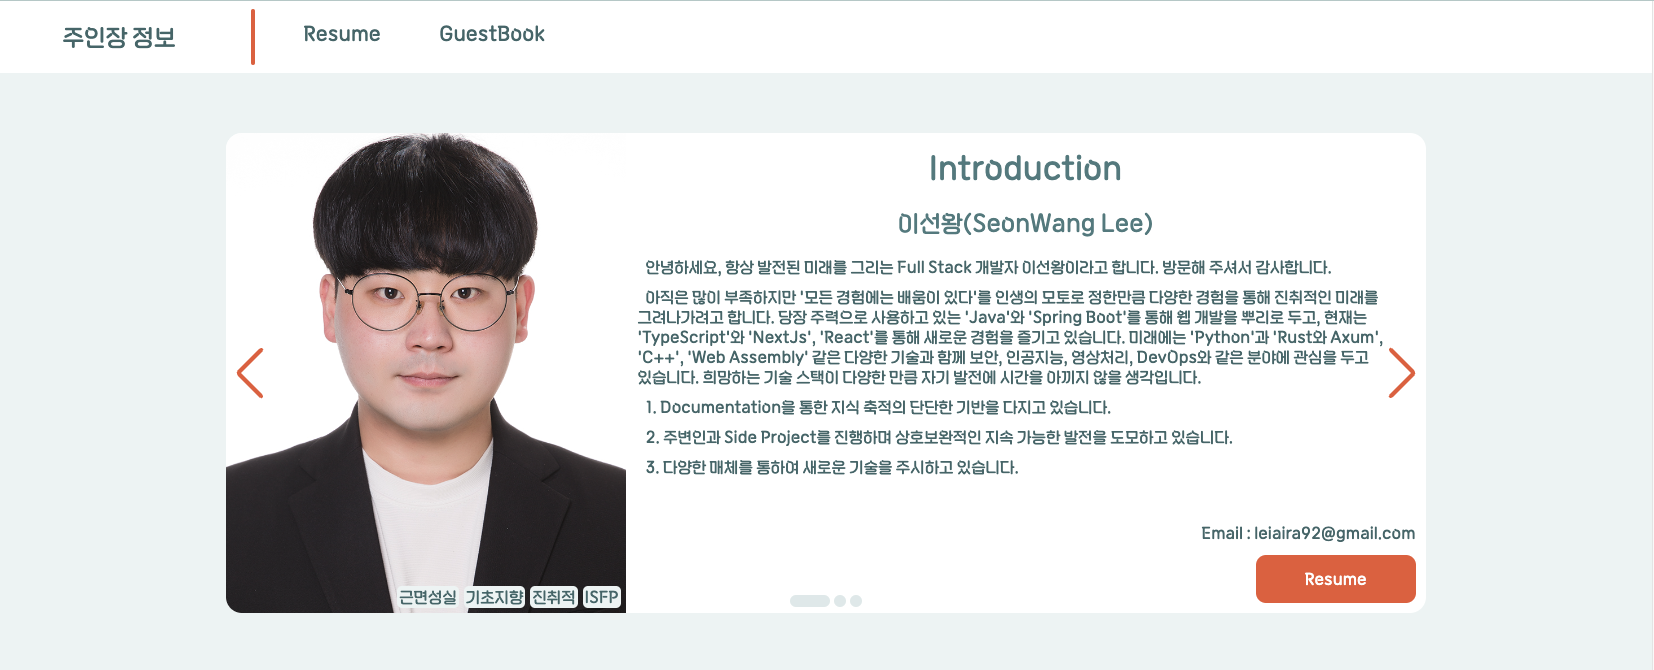 주인장 정보
Resume
GuestBook
Introduction
이선왕(SeonWang Lee)
안녕하세요, 항상 발전된 미래를 그리는 Full Stack 개발자 이선왕이라고 합니다. 방문해 주셔서 감사합니다.
아직은 많이 부족하지만 '모든 경험에는 배움이 있다'를 인생의 모토로 정한만큼 다양한 경험을 통해 진취적인 미래를
그려나가려고 합니다. 당장 주력으로 사용하고 있는 'Java'와 'Spring Boot'를 통해 웹 개발을 뿌리로 두고, 현재는
'TypeScript'와 'NextJs', 'React'를 통해 새로운 경험을 즐기고 있습니다. 미래에는 'Python'과 'Rust와 Axum',
'C++', 'Web Assembly' 같은 다양한 기술과 함께 보안, 인공지능, 영상처리, DevOps와 같은 분야에 관심을 두고
있습니다. 희망하는 기술 스택이 다양한 만큼 자기 발전에 시간을 아끼지 않을 생각입니다.
1. Documentation을 통한 지식 축적의 단단한 기반을 다지고 있습니다.
2. 주변인과 Side Project를 진행하며 상호보완적인 지속 가능한 발전을 도모하고 있습니다.
3. 다양한 매체를 통하여 새로운 기술을 주시하고 있습니다.
Email : leiaira92@gmail.com
Resume
근면성실 기초지향 진취적 ISFP